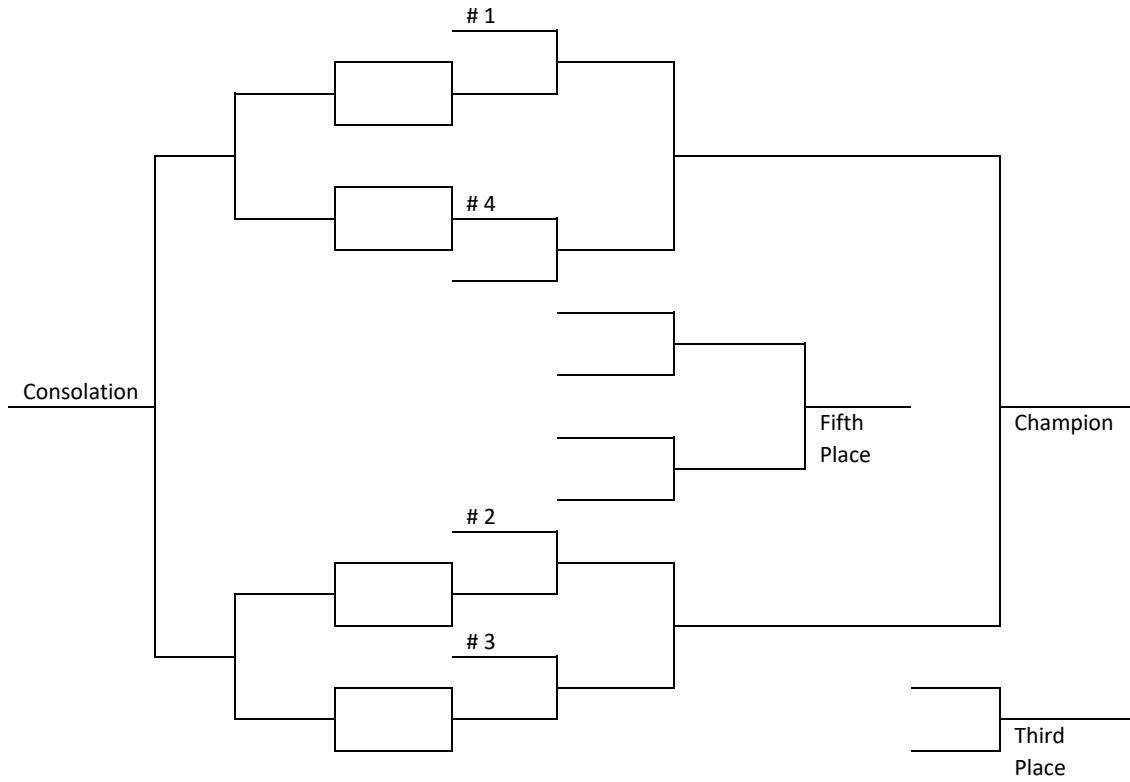 # 1
# 4
Consolation
Fifth
Place
Champion
# 2
# 3
Third
Place